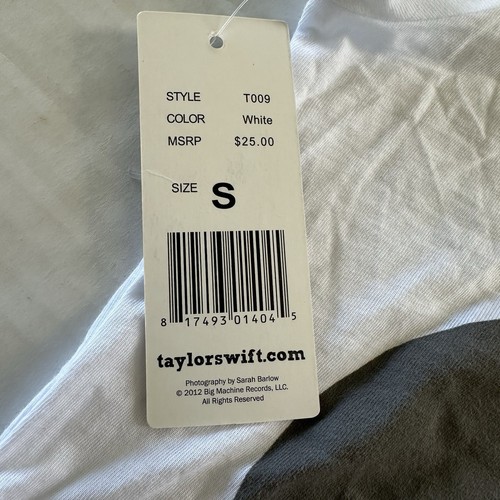 STYLE T009
COLOR White
MSRP $25.00
SIZE S
8 17493 01404 5
taylorswift.com
Photography by Sarah Barlow
© 2012 Big Machine Records, LLC.
All Rights Reserved